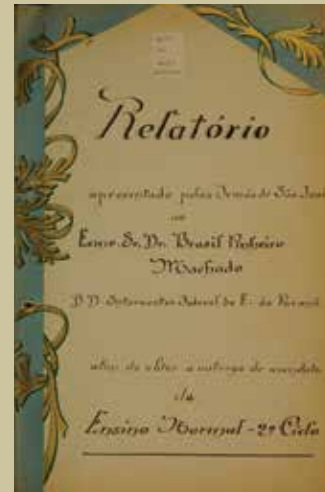 Relatório
apresentado pelas Irmãs de São José
ao
Exmo. Sr. Dr. Brasil Pinheiro
Machado
D. D. Interventor Federal do E. do Paraná
afim de obter a outorga de mandato
de
Ensino Normal - 2º Ciclo